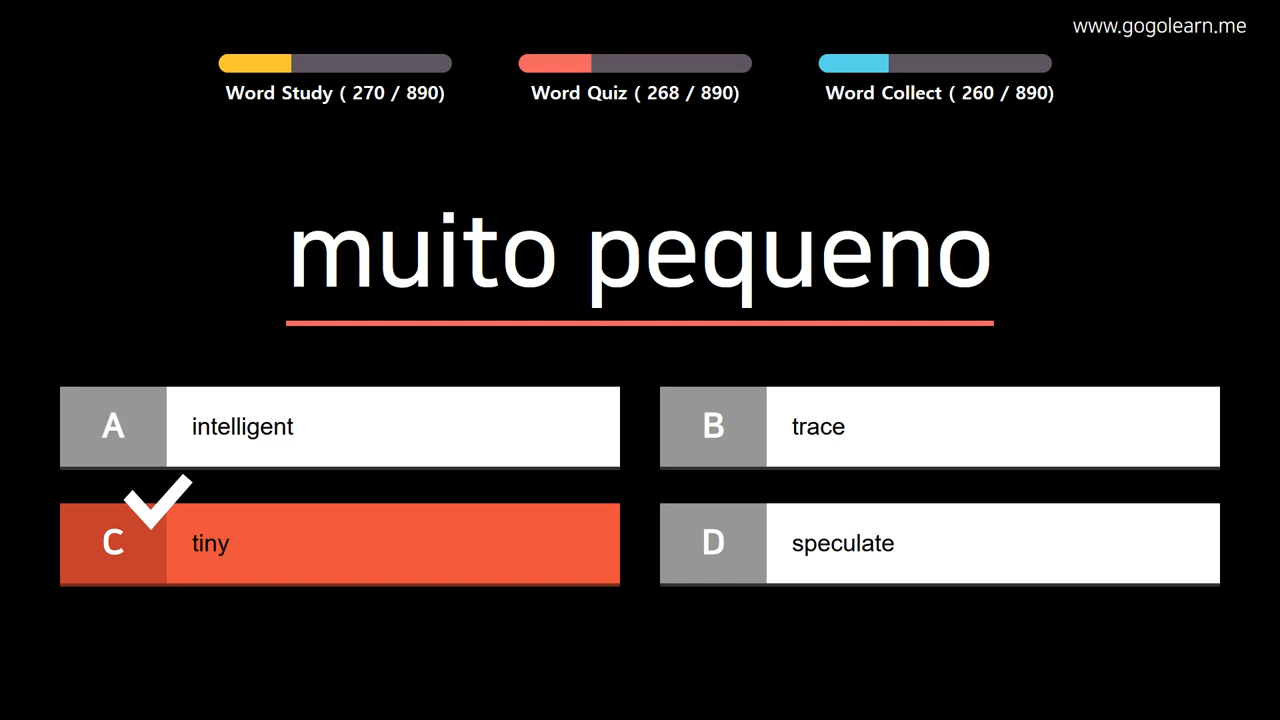 www.gogolearn.me
Word Study ( 270 / 890)
Word Quiz ( 268 / 890)
Word Collect ( 260 / 890)
muito pequeno
A intelligent
B trace
C tiny
D speculate